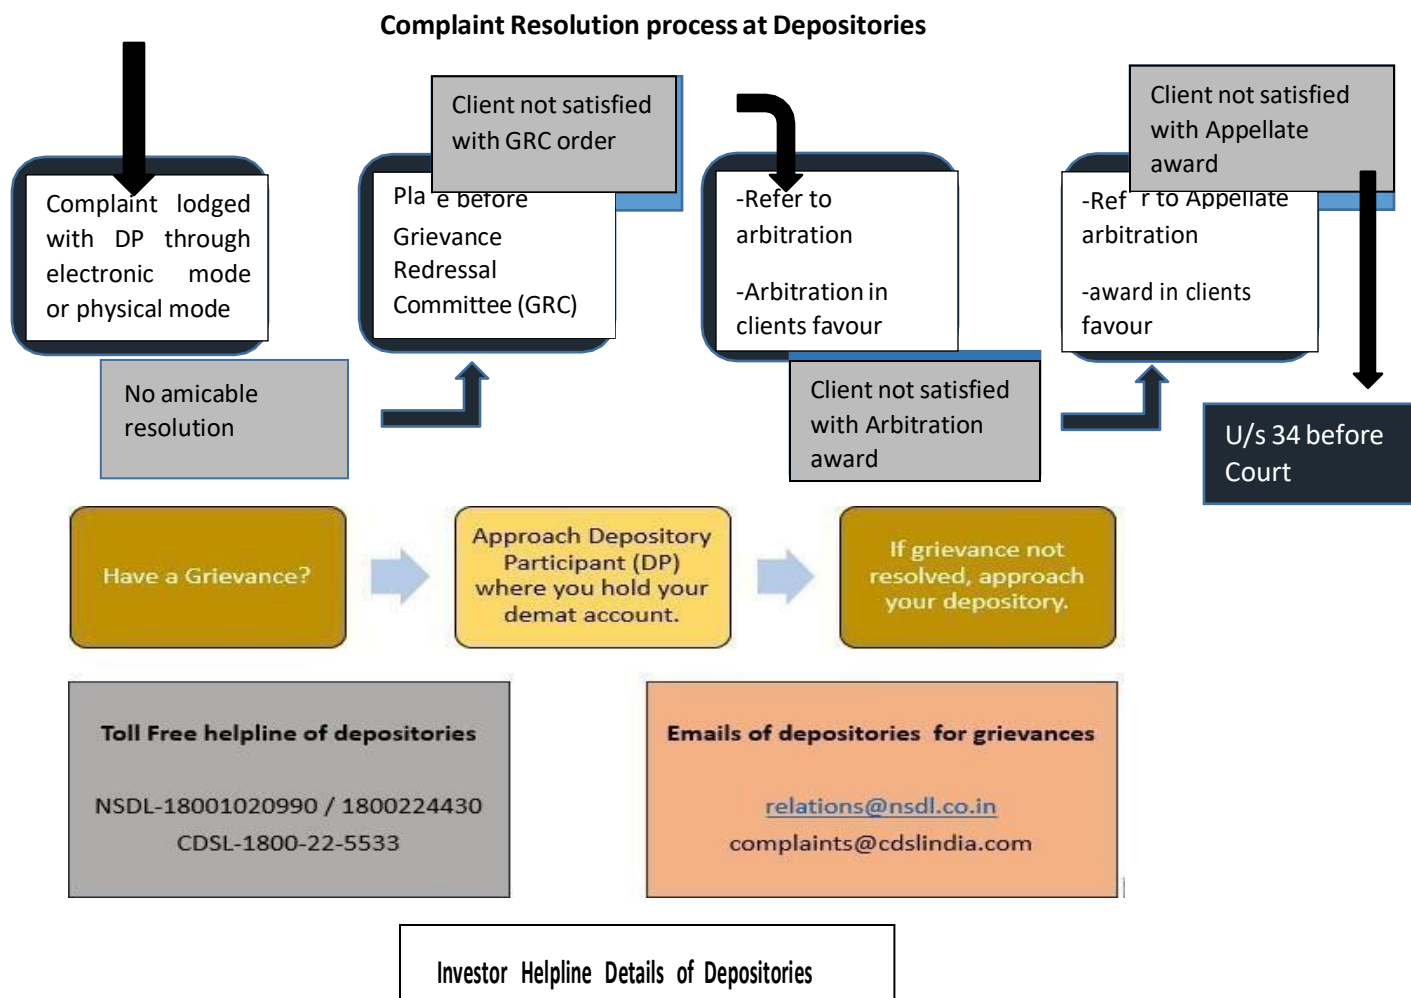 Complaint Resolution process at Depositories
Complaint lodged
with DP through
electronic mode
or physical mode
No amicable
resolution
Pla e before
Grievance
Redressal
Committee (GRC)
Client not satisfied
with GRC order
-Refer to
arbitration
-Arbitration in
clients favour
Client not satisfied
with Arbitration
award
-Ref r to Appellate
arbitration
-award in clients
favour
Client not satisfied
with Appellate
award
U/s 34 before
Court
Have a Grievance?
Approach Depository
Participant (DP)
where you hold your
demat account.
If grievance not
resolved, approach
your depository.
Toll Free helpline of depositories
NSDL-18001020990 / 1800224430
CDSL-1800-22-5533
Emails of depositories for grievances
relations@nsdl.co.in
complaints@cdslindia.com
Investor Helpline Details of Depositories